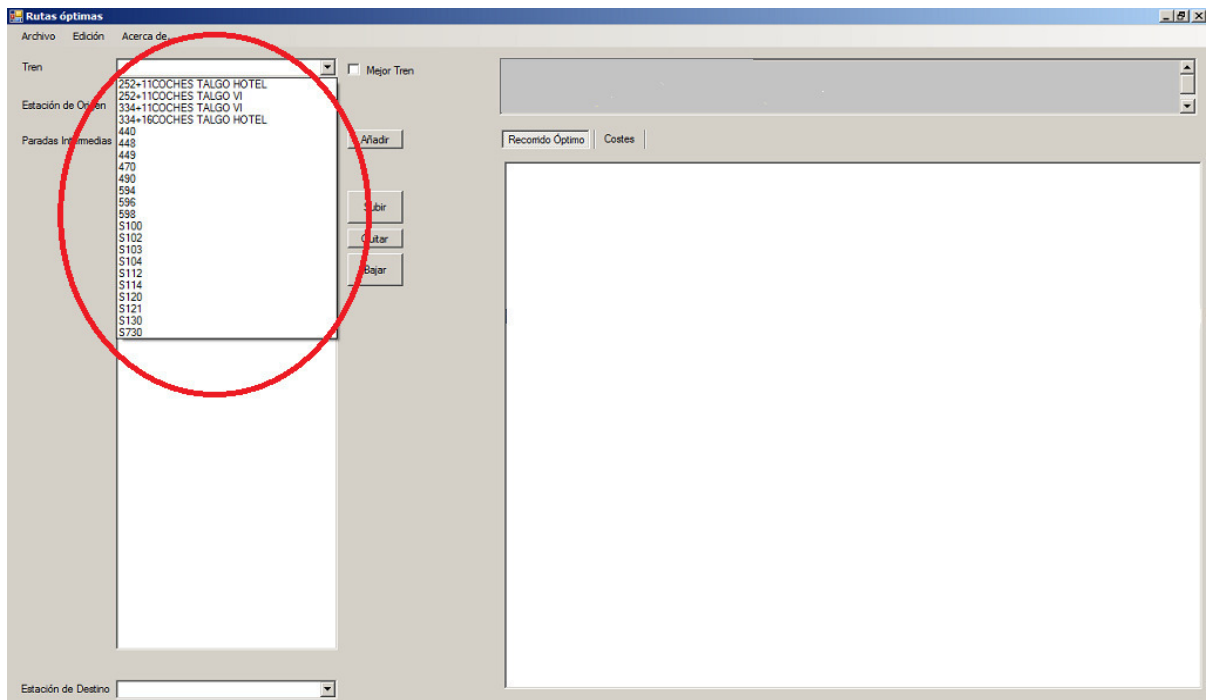 Rutas óptimas
Archivo Edición Acerca de...
Tren
Mejor Tren
252+11COCHES TALGO HOTEL
252+11COCHES TALGO VI
334+11COCHES TALGO VI
334+16COCHES TALGO HOTEL
440
448
449
470
490
594
596
598
S100
S102
S103
S104
S112
S114
S120
S121
S130
S730
Estación de Origen
Paradas Intermedias
Añadir
Subir
Quitar
Bajar
Recorrido Óptimo Costes
Estación de Destino